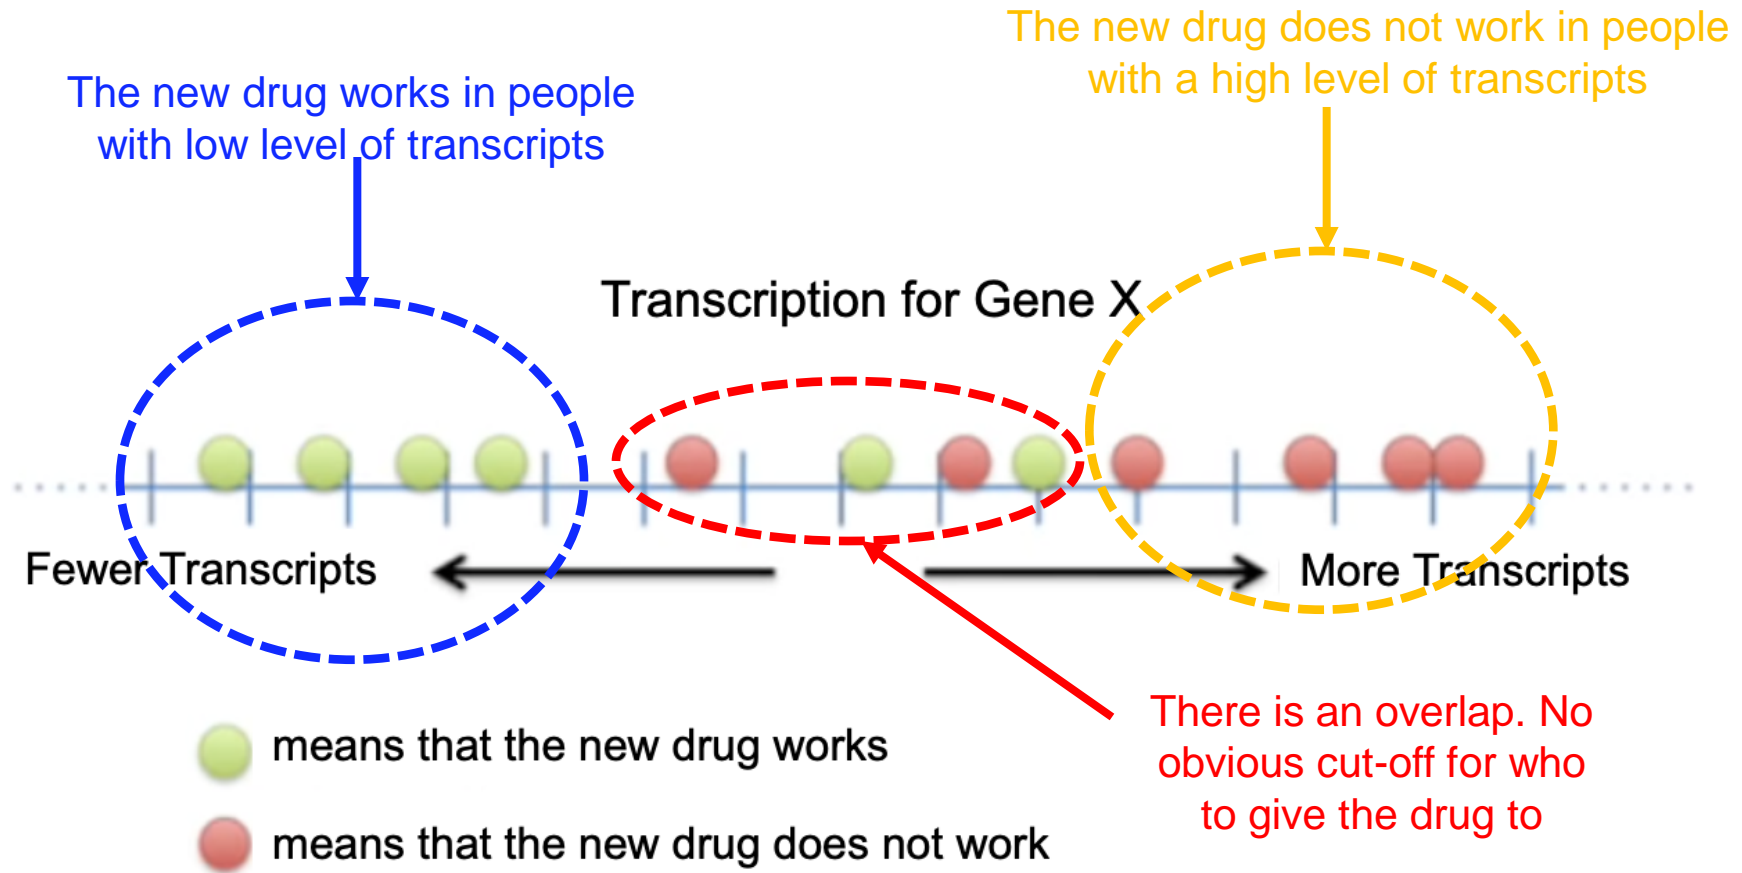 The new drug does not work in people
with a high level of transcripts
The new drug works in people
with low level of transcripts
Transcription for Gene X
Fewer Transcripts
More Transcripts
There is an overlap. No
obvious cut-off for who
to give the drug to
means that the new drug works
means that the new drug does not work